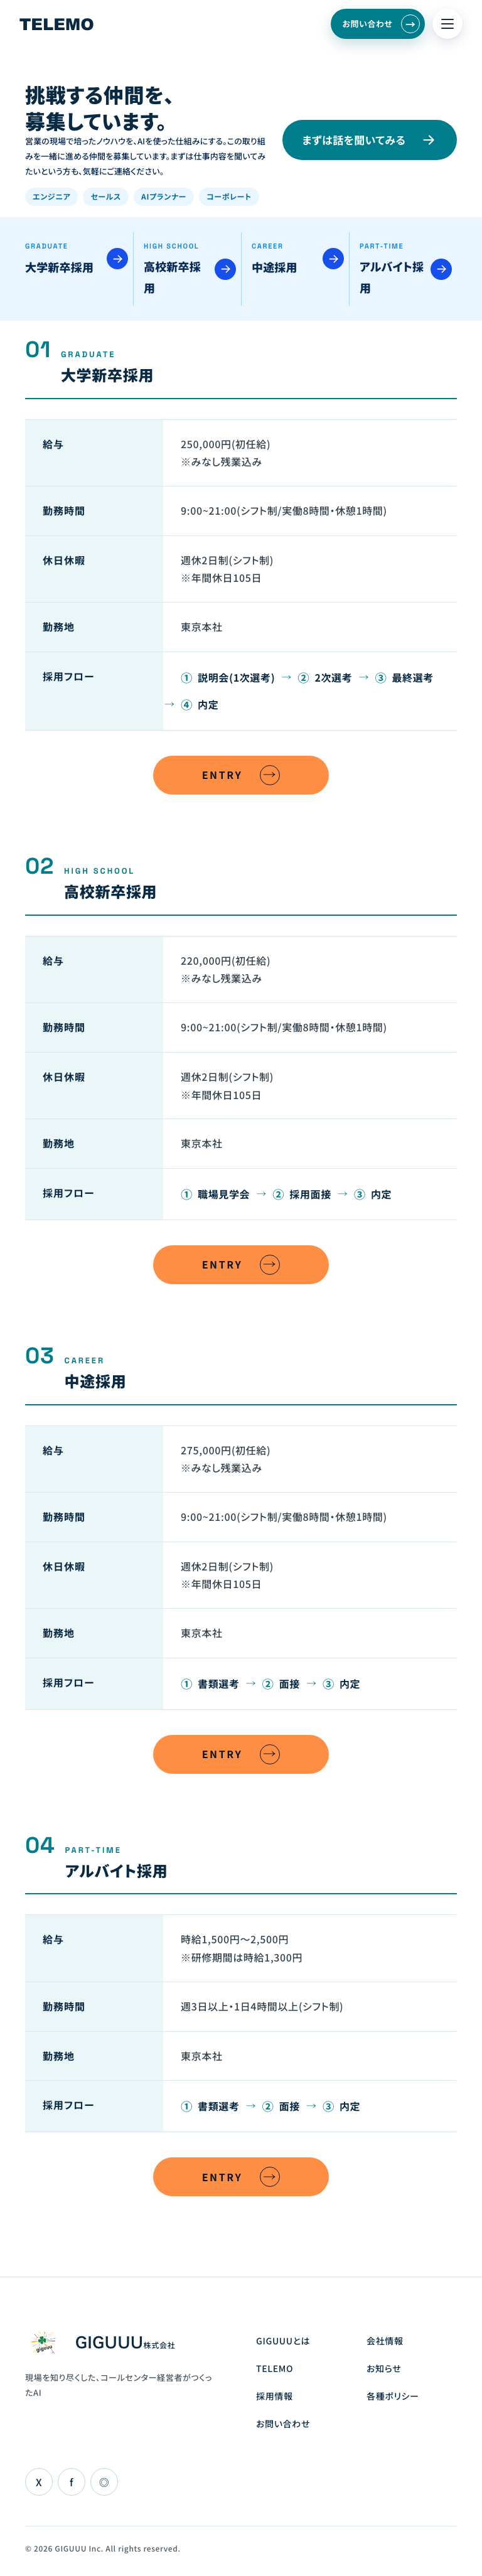 TELEMO
お問い合わせ
挑戦する仲間を、
募集しています。
営業の現場で培ったノウハウを、AIを使った仕組みにする。この取り組
みを一緒に進める仲間を募集しています。まずは仕事内容を聞いてみ
たいという方も、気軽にご連絡ください。
まずは話を聞いてみる
エンジニア セールス AIプランナー コーポレート
GRADUATE
大学新卒採用
HIGH SCHOOL
高校新卒採
用
CAREER
中途採用
PART-TIME
アルバイト採
用
01 GRADUATE
大学新卒採用
給与
250,000円(初任給)
※みなし残業込み
勤務時間
9:00~21:00(シフト制/実働8時間・休憩1時間)
休日休暇
週休2日制(シフト制)
※年間休日105日
勤務地
東京本社
採用フロー
① 説明会(1次選考) → ② 2次選考 → ③ 最終選考
→ ④ 内定
ENTRY
02 HIGH SCHOOL
高校新卒採用
給与
220,000円(初任給)
※みなし残業込み
勤務時間
9:00~21:00(シフト制/実働8時間・休憩1時間)
休日休暇
週休2日制(シフト制)
※年間休日105日
勤務地
東京本社
採用フロー
① 職場見学会 → ② 採用面接 → ③ 内定
ENTRY
03 CAREER
中途採用
給与
275,000円(初任給)
※みなし残業込み
勤務時間
9:00~21:00(シフト制/実働8時間・休憩1時間)
休日休暇
週休2日制(シフト制)
※年間休日105日
勤務地
東京本社
採用フロー
① 書類選考 → ② 面接 → ③ 内定
ENTRY
04 PART-TIME
アルバイト採用
給与
時給1,500円〜2,500円
※研修期間は時給1,300円
勤務時間
週3日以上・1日4時間以上(シフト制)
勤務地
東京本社
採用フロー
① 書類選考 → ② 面接 → ③ 内定
ENTRY
giguuu
GIGUUU株式会社
現場を知り尽くした、コールセンター経営者がつくっ
たAI
GIGUUUとは
TELEMO
採用情報
お問い合わせ
会社情報
お知らせ
各種ポリシー
X f ◎
© 2026 GIGUUU Inc. All rights reserved.